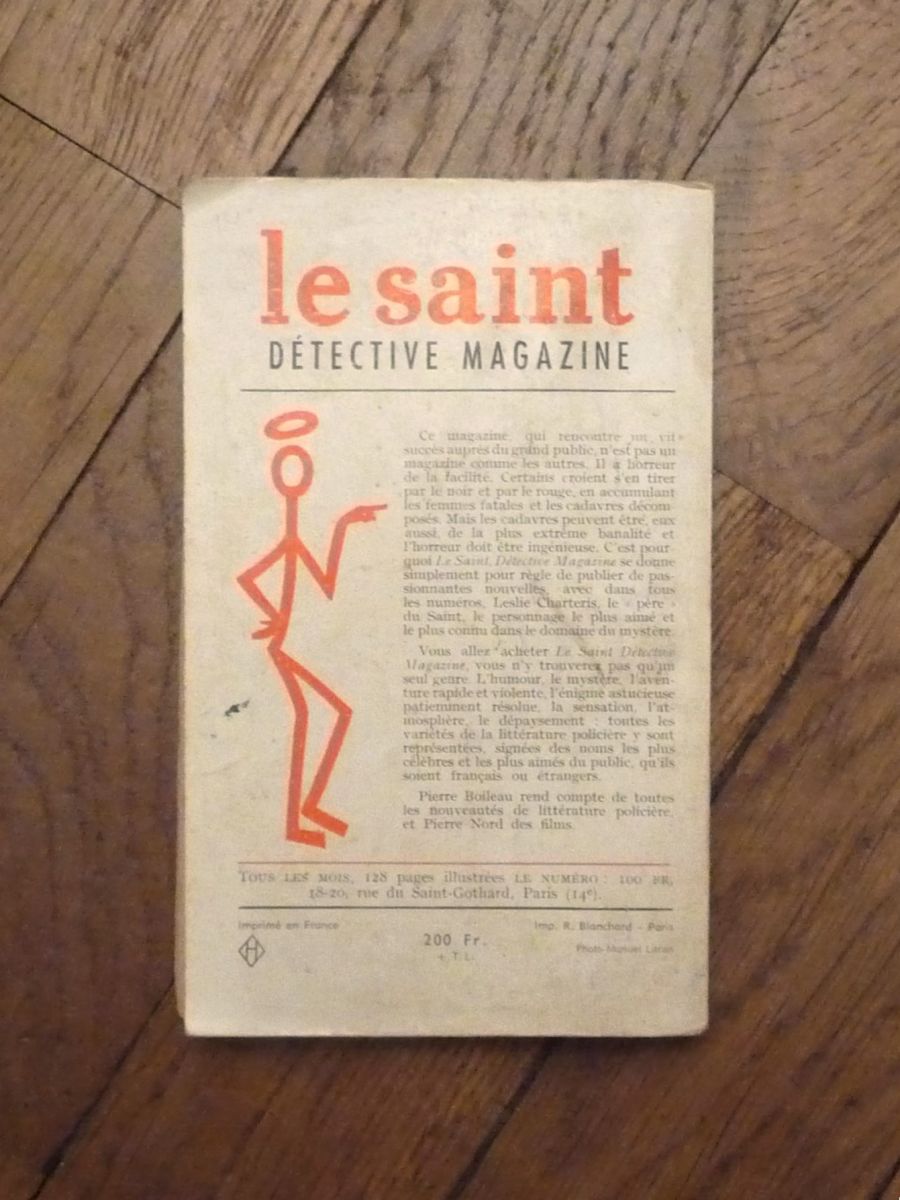 le saint
DÉTECTIVE MAGAZINE
Ce magazine, qui rencontre un vif
succès auprès du grand public, n'est pas un
magazine comme les autres. Il a horreur
de la facilité. Certains croient s'en tirer
par le noir et par le rouge, en accumulant
les femmes fatales et les cadavres décom-
posés. Mais les cadavres peuvent être, eux
aussi, de la plus extrême banalité et
l'horreur doit être ingénieuse. C'est pour-
quoi Le Saint Détective Magazine se donne
simplement pour règle de publier de pas-
sionnantes nouvelles, avec dans tous
les numéros, Leslie Charteris, le « père »
du Saint, le personnage le plus aimé et
le plus connu dans le domaine du mystère.
Vous allez acheter Le Saint Détective
Magazine, vous n'y trouverez pas qu'un
seul genre. L'humour, le mystère, l'aven-
ture rapide et violente, l'énigme astucieuse
patiemment résolue, la sensation, l'at-
mosphère, le dépaysement : toutes les
variétés de la littérature policière y sont
représentées, signées des noms les plus
célèbres et les plus aimés du public, qu'ils
soient français ou étrangers.
Pierre Boileau rend compte de toutes
les nouveautés de littérature policière,
et Pierre Nord des films.
TOUS LES MOIS, 128 pages illustrées LE NUMÉRO : 100 FR,
18-20, rue du Saint-Gothard, Paris (14e).
Imprimé en France
Imp. R. Blanchard - Paris
H
200 Fr.
+ T.L.
Photo-Manuel Litran